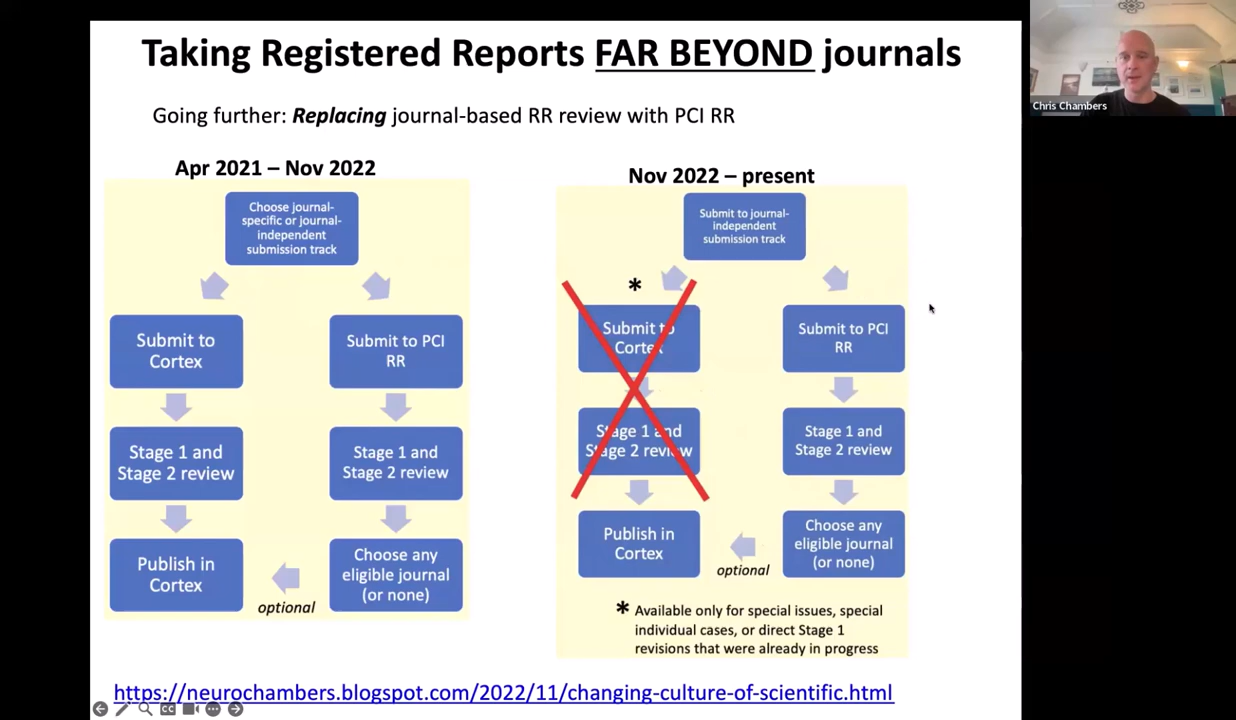 Taking Registered Reports FAR BEYOND journals
Chris Chambers
Going further: Replacing journal-based RR review with PCI RR
Apr 2021 – Nov 2022
Choose journal-
specific or journal-
independent
submission track
Submit to
Cortex
Submit to PCI
RR
Stage 1 and
Stage 2 review
Stage 1 and
Stage 2 review
Publish in
Cortex
optional
Choose any
eligible journal
(or none)
Nov 2022 – present
Submit to journal-
independent
submission track
*
Submit to
Cortex
Submit to PCI
RR
Stage 1 and
Stage 2 review
Stage 1 and
Stage 2 review
Publish in
Cortex
optional
Choose any
eligible journal
(or none)
* Available only for special issues, special
individual cases, or direct Stage 1
revisions that were already in progress
https://neurochambers.blogspot.com/2022/11/changing-culture-of-scientific.html
CC